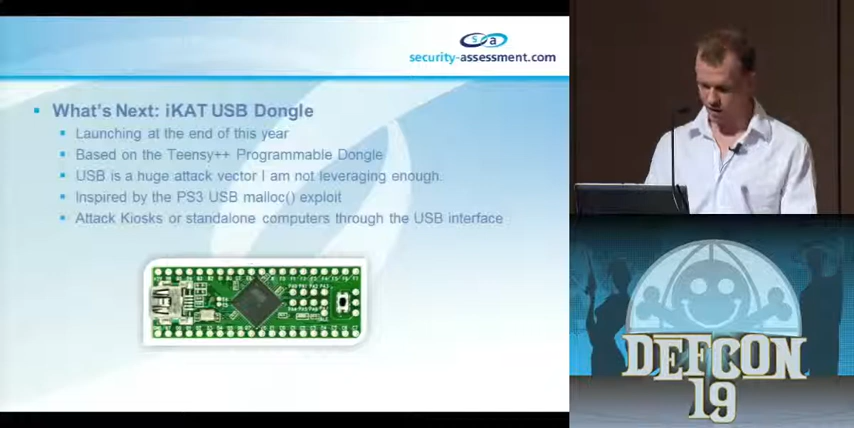 sa
security-assessment.com
What's Next: iKAT USB Dongle
Launching at the end of this year
Based on the Teensy++ Programmable Dongle
USB is a huge attack vector I am not leveraging enough.
Inspired by the PS3 USB malloc() exploit
Attack Kiosks or standalone computers through the USB interface
DEFCON
19